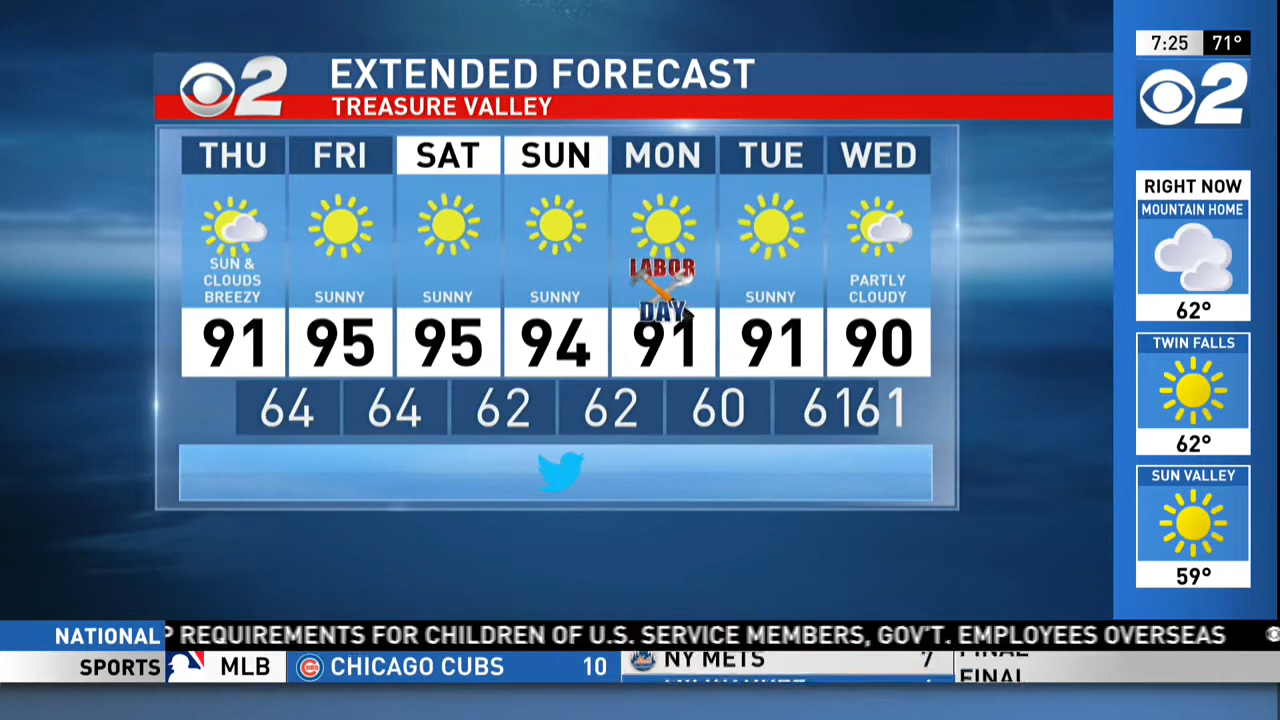 2
EXTENDED FORECAST
TREASURE VALLEY
THU FRI SAT SUN MON TUE WED
SUN &
CLOUDS
BREEZY
SUNNY
SUNNY
SUNNY
LABOR
DAY
SUNNY
PARTLY
CLOUDY
91 95 95 94 91 91 90
64 64 62 62 60 6161
7:25 71°
2
RIGHT NOW
MOUNTAIN HOME
62°
TWIN FALLS
62°
SUN VALLEY
59°
NATIONAL P REQUIREMENTS FOR CHILDREN OF U.S. SERVICE MEMBERS, GOV'T. EMPLOYEES OVERSEAS
SPORTS MLB CUBS CHICAGO CUBS 10 NY METS 7 FINAL
FINAL